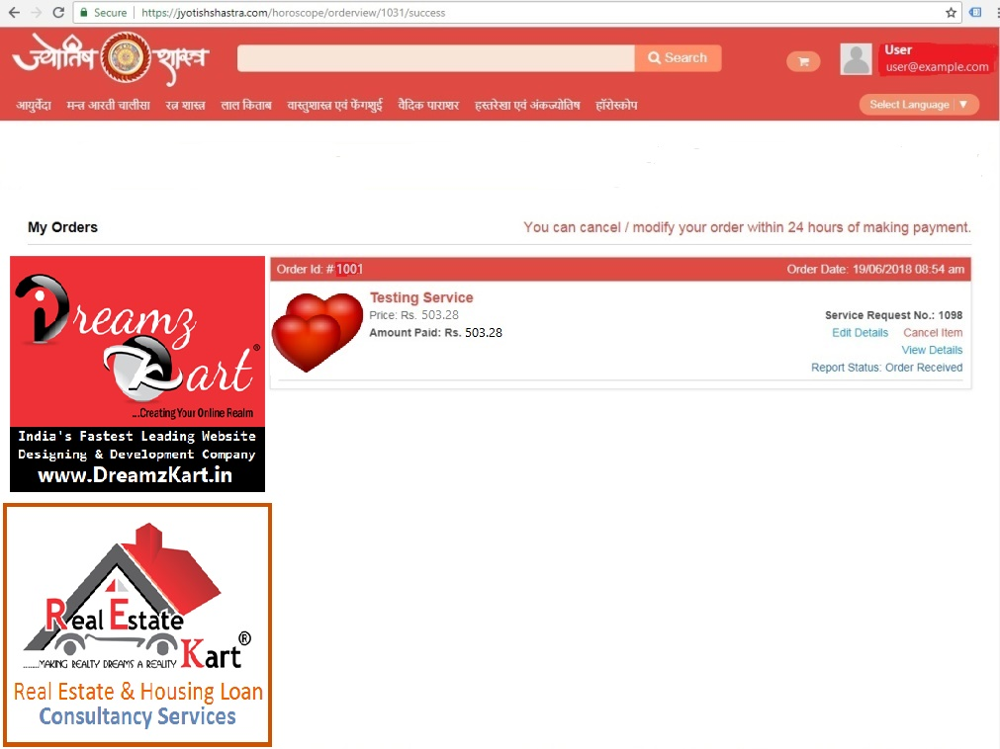 Secure | https://jyotishshastra.com/horoscope/orderview/1031/success
ज्योतिष शास्त्र
Search
User
user@example.com
आयुर्वेदा मन्त्र आरती चालीसा रत्न शास्त्र लाल किताब वास्तुशास्त्र एवं फेंगशुई वैदिक पाराशर हस्तरेखा एवं अंकज्योतिष हॉरोस्कोप
Select Language ▼
My Orders
You can cancel / modify your order within 24 hours of making payment.
Order Id: # 1001
Order Date: 19/06/2018 08:54 am
Testing Service
Price: Rs. 503.28
Amount Paid: Rs. 503.28
Service Request No.: 1098
Edit Details Cancel Item
View Details
Report Status: Order Received
Dreamz
Kart®
...Creating Your Online Realm
India's Fastest Leading Website
Designing & Development Company
www.DreamzKart.in
Real Estate
Kart®
........MAKING REALTY DREAMS A REALITY
Real Estate & Housing Loan
Consultancy Services